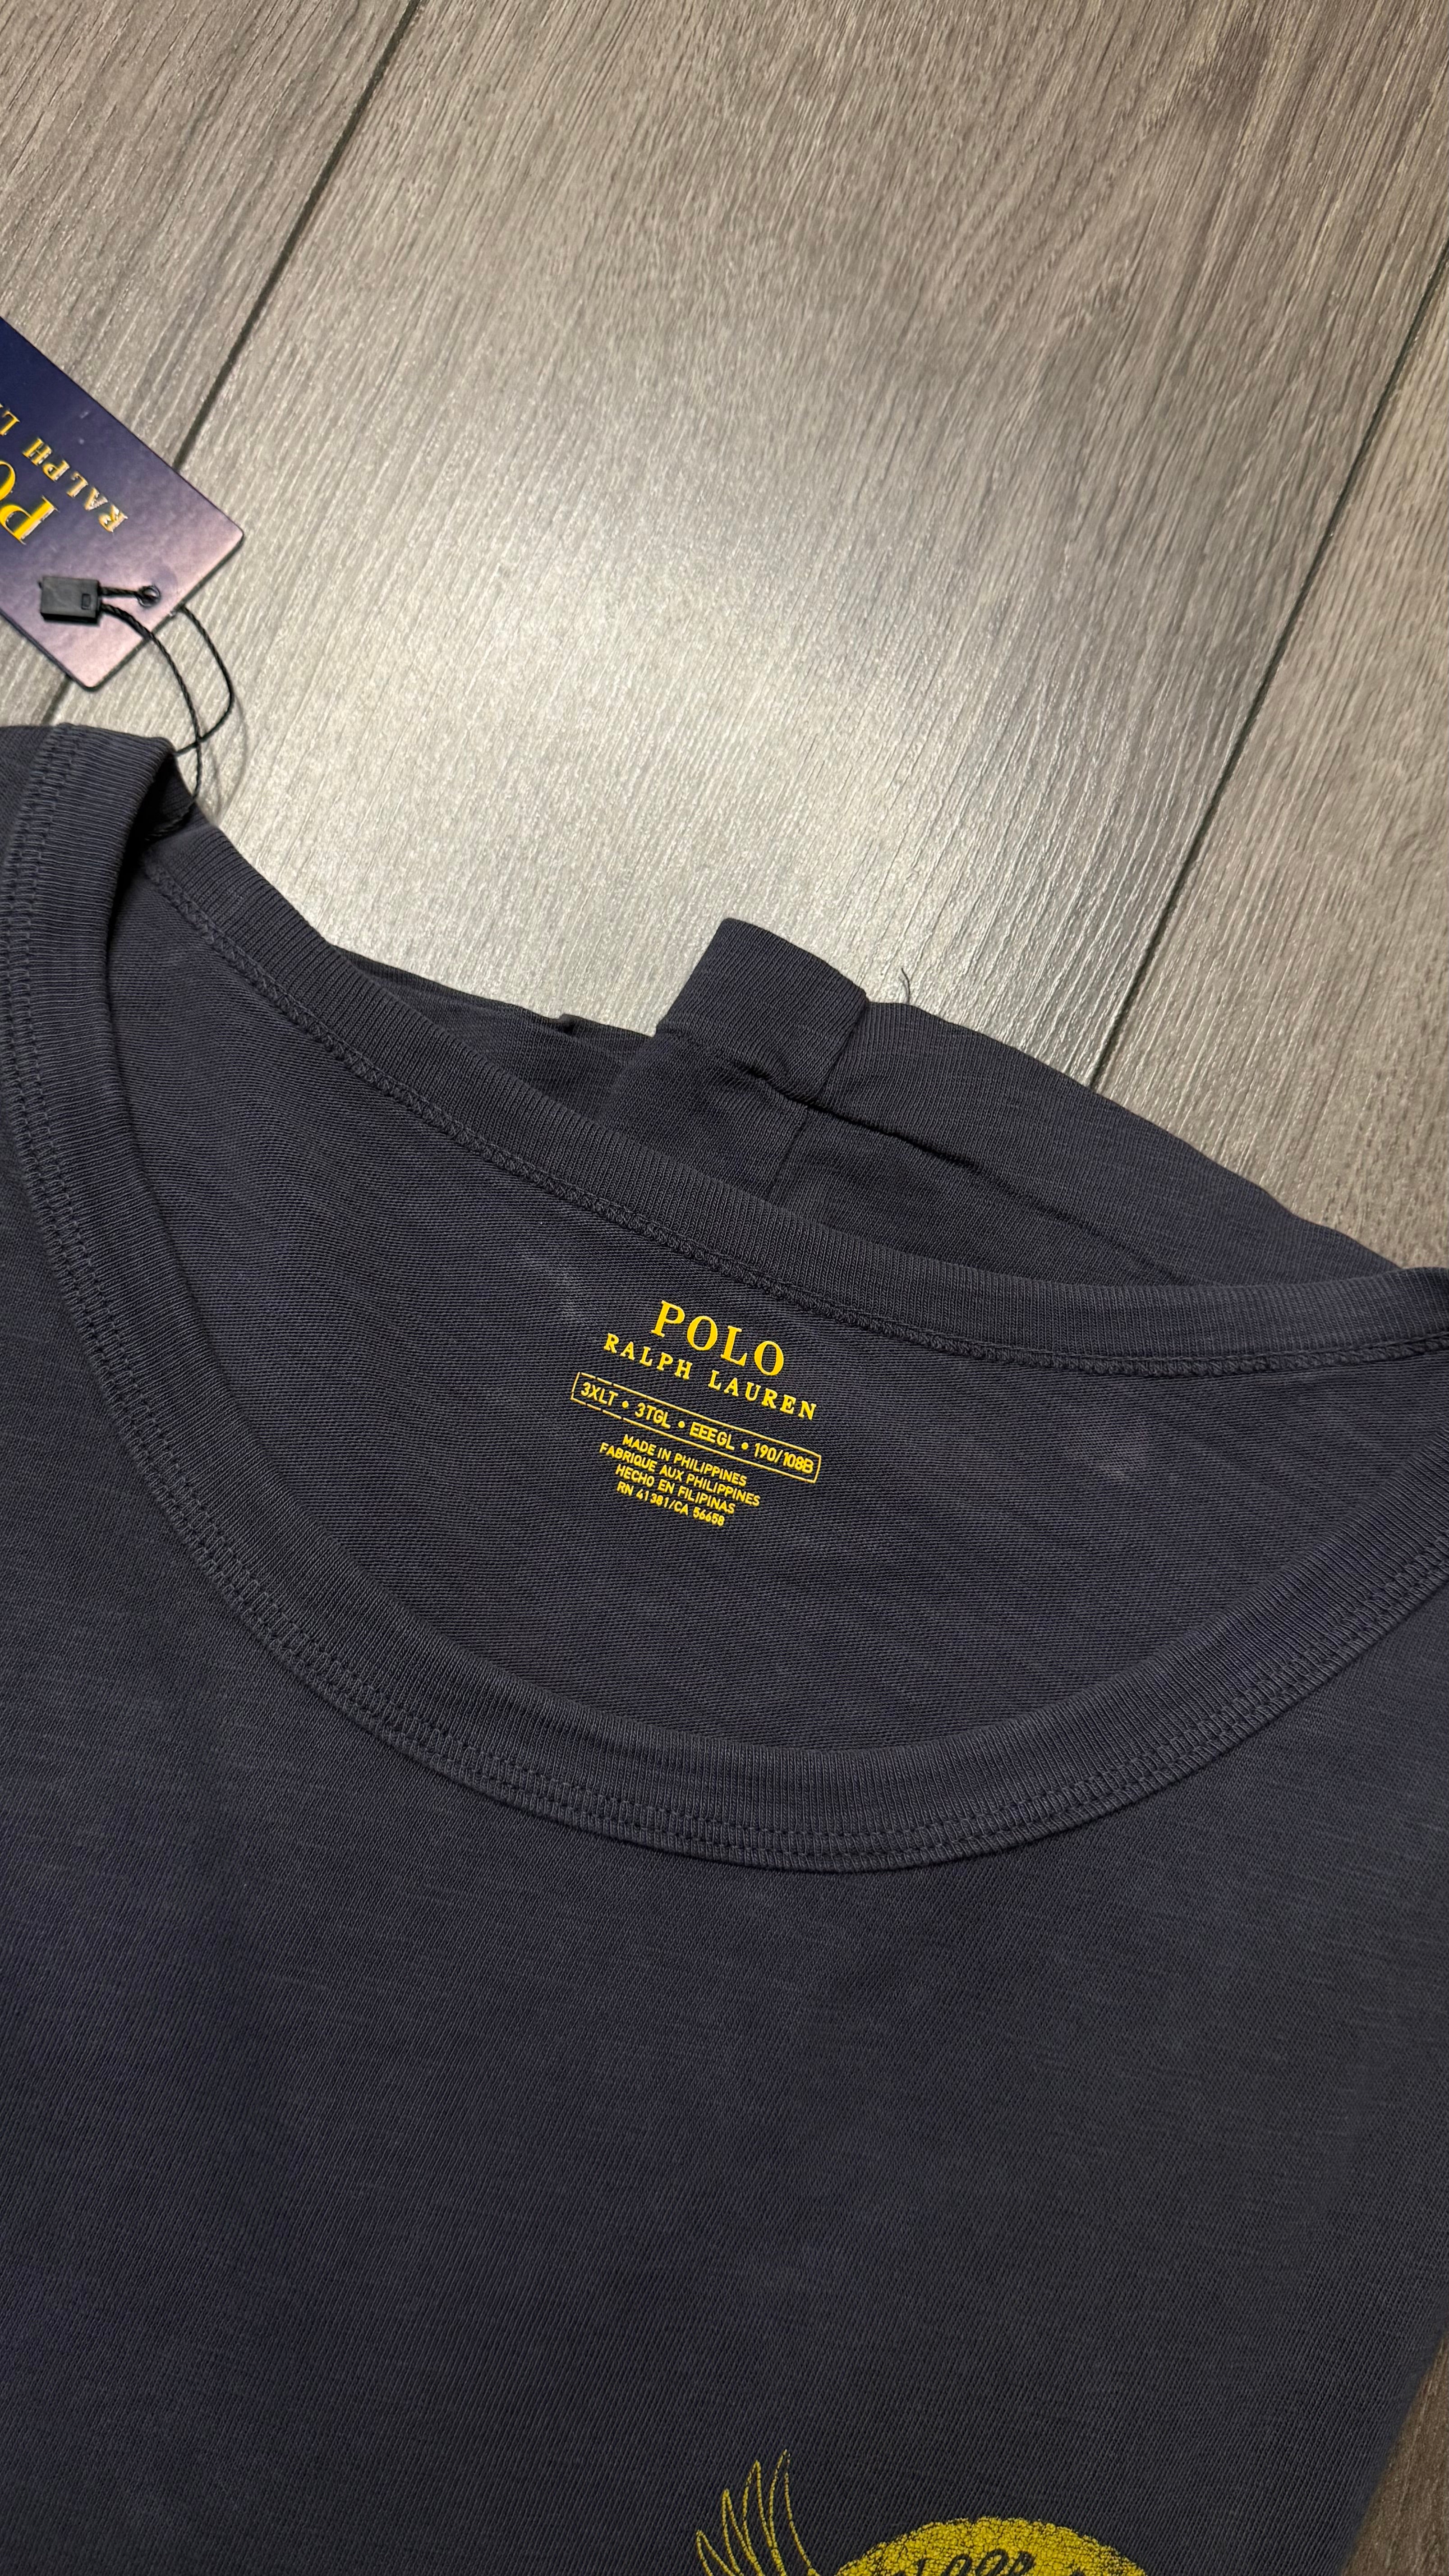 RALPH L
POLO
RALPH LAUREN
3XLT • 3TGL • EEEGL • 190/108B
MADE IN PHILIPPINES
FABRIQUE AUX PHILIPPINES
HECHO EN FILIPINAS
RN 41381/CA 56658